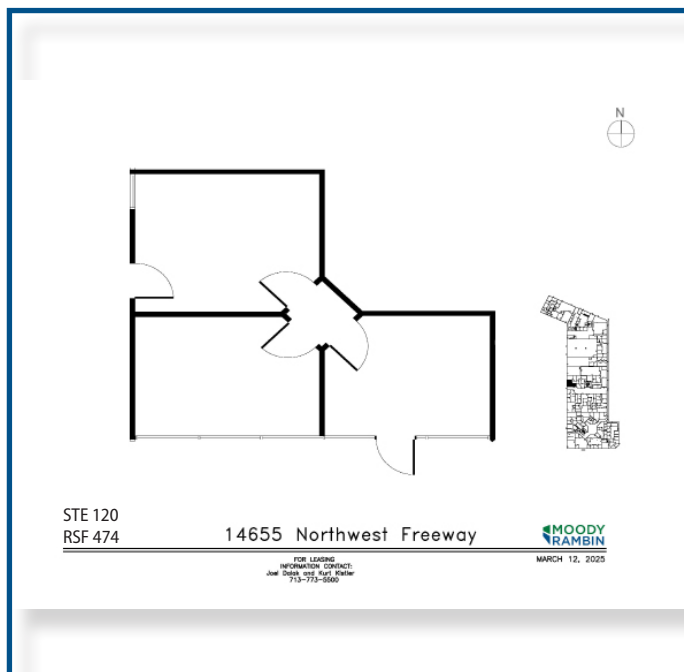 N
STE 120
RSF 474
14655 Northwest Freeway
MOODY
RAMBIN
MARCH 12, 2025
FOR LEASING
INFORMATION CONTACT:
Joel Dolak and Kurt Kistler
713-773-5500